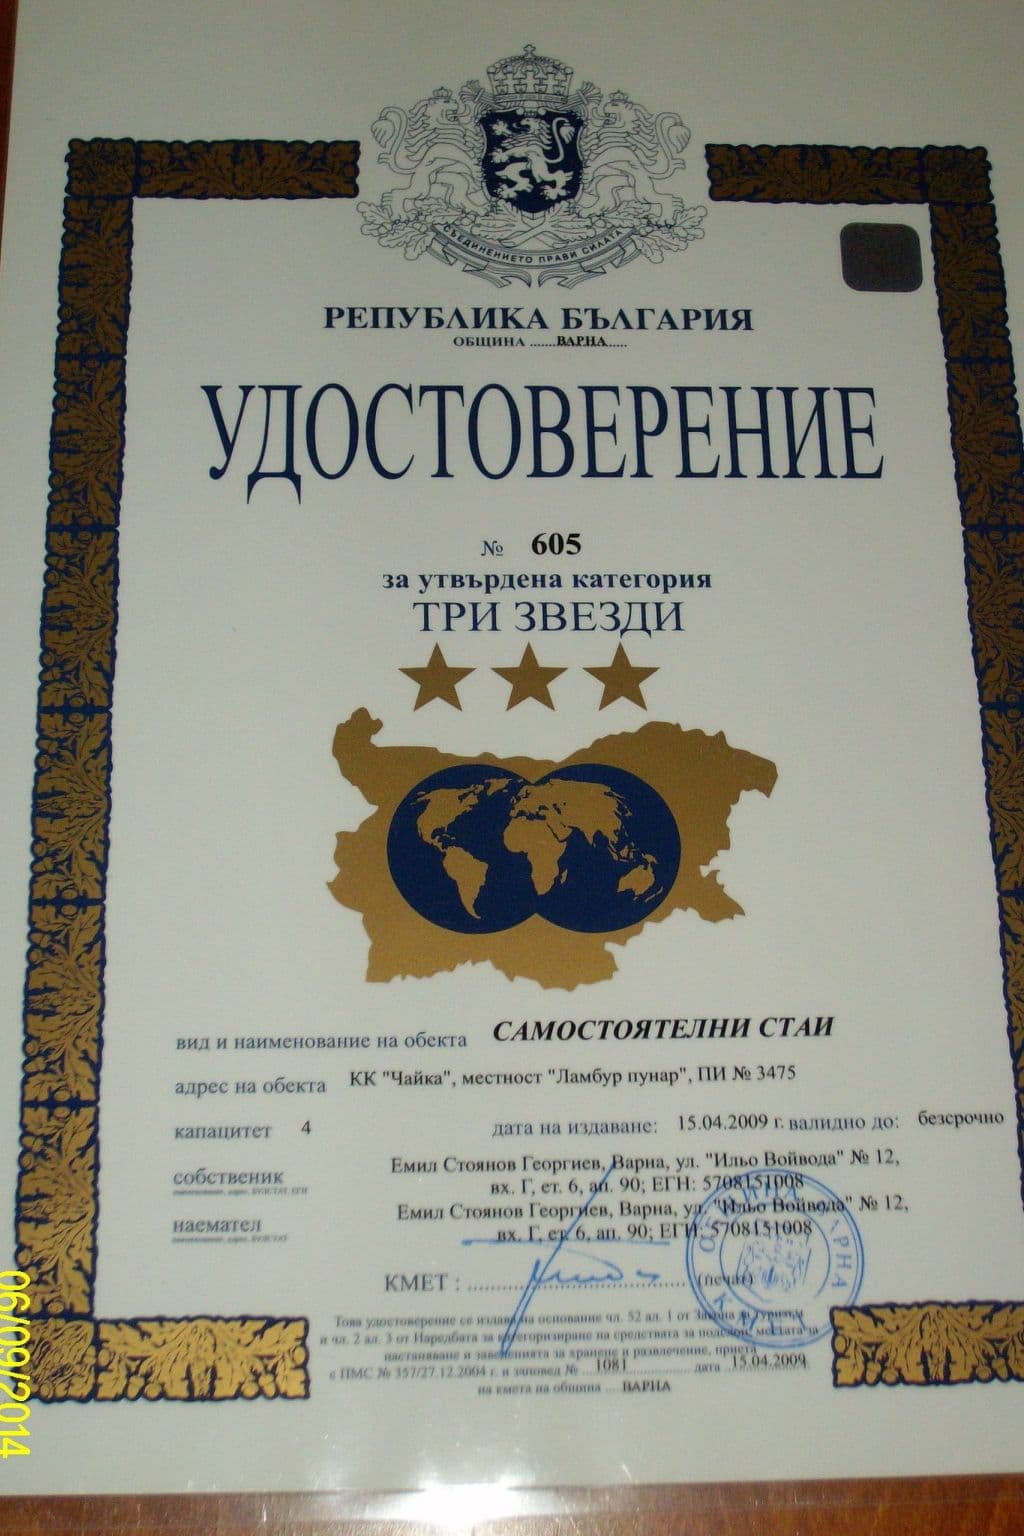 СЪЕДИНЕНИЕТО ПРАВИ СИЛАТА
РЕПУБЛИКА БЪЛГАРИЯ
ОБЩИНА .......ВАРНА......
УДОСТОВЕРЕНИЕ
№ 605
за утвърдена категория
ТРИ ЗВЕЗДИ
вид и наименование на обекта САМОСТОЯТЕЛНИ СТАИ
адрес на обекта КК "Чайка", местност "Ламбур пунар", ПИ № 3475
капацитет 4 дата на издаване: 15.04.2009 г. валидно до: безсрочно
собственик Емил Стоянов Георгиев, Варна, ул. "Ильо Войвода" № 12,
вх. Г, ет. 6, ап. 90; ЕГН: 5708151008
наемател Емил Стоянов Георгиев, Варна, ул. "Ильо Войвода" № 12,
вх. Г, ет. 6, ап. 90; ЕГН: 5708151008
КМЕТ : ........................ (печат)
ОБЩИНА ВАРНА
Това удостоверение се издава на основание чл. 52 ал. 1 от Закона за туризма
и чл. 2 ал. 3 от Наредбата за категоризиране на средствата за подслон, местата за
настаняване и заведенията за хранене и развлечение, приета
с ПМС № 357/27.12.2004 г. и заповед № 1081 дата 15.04.2009
на кмета на община .... ВАРНА
06/09/2014